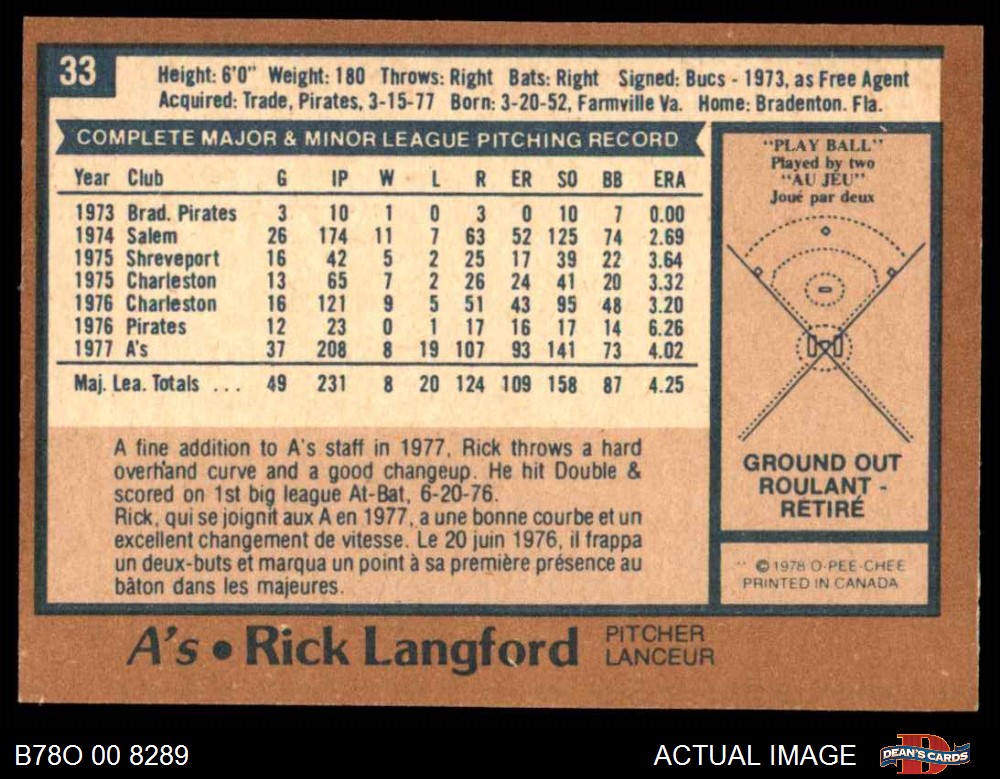 33
Height: 6'0" Weight: 180 Throws: Right Bats: Right Signed: Bucs - 1973, as Free Agent
Acquired: Trade, Pirates, 3-15-77 Born: 3-20-52, Farmville Va. Home: Bradenton. Fla.
COMPLETE MAJOR & MINOR LEAGUE PITCHING RECORD
Year Club G IP W L R ER SO BB ERA
1973 Brad. Pirates 3 10 1 0 3 0 10 7 0.00
1974 Salem 26 174 11 7 63 52 125 74 2.69
1975 Shreveport 16 42 5 2 25 17 39 22 3.64
1975 Charleston 13 65 7 2 26 24 41 20 3.32
1976 Charleston 16 121 9 5 51 43 95 48 3.20
1976 Pirates 12 23 0 1 17 16 17 14 6.26
1977 A's 37 208 8 19 107 93 141 73 4.02
Maj. Lea. Totals ... 49 231 8 20 124 109 158 87 4.25
A fine addition to A's staff in 1977, Rick throws a hard
overhand curve and a good changeup. He hit Double &
scored on 1st big league At-Bat, 6-20-76.
Rick, qui se joignit aux A en 1977, a une bonne courbe et un
excellent changement de vitesse. Le 20 juin 1976, il frappa
un deux-buts et marqua un point à sa première présence au
bâton dans les majeures.
"PLAY BALL"
Played by two
"AU JEU"
Joué par deux
GROUND OUT
ROULANT -
RETIRÉ
©1978 O-PEE-CHEE
PRINTED IN CANADA
A's • Rick Langford
PITCHER
LANCEUR
B78O 00 8289
ACTUAL IMAGE
DEAN'S CARDS